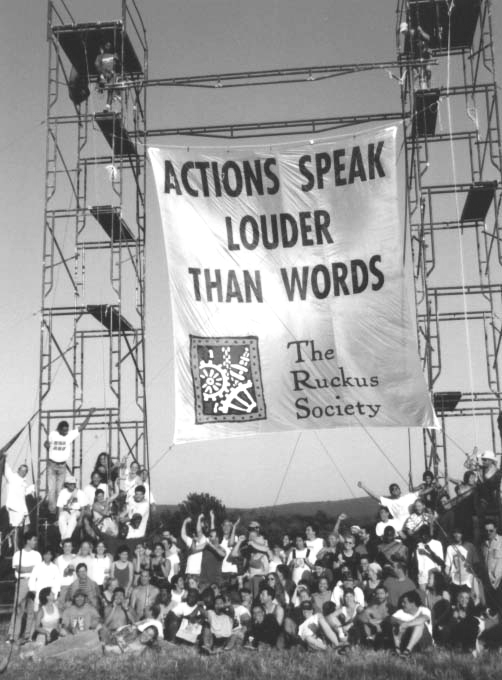 ACTIONS SPEAK
LOUDER
THAN WORDS
The
Ruckus
Society